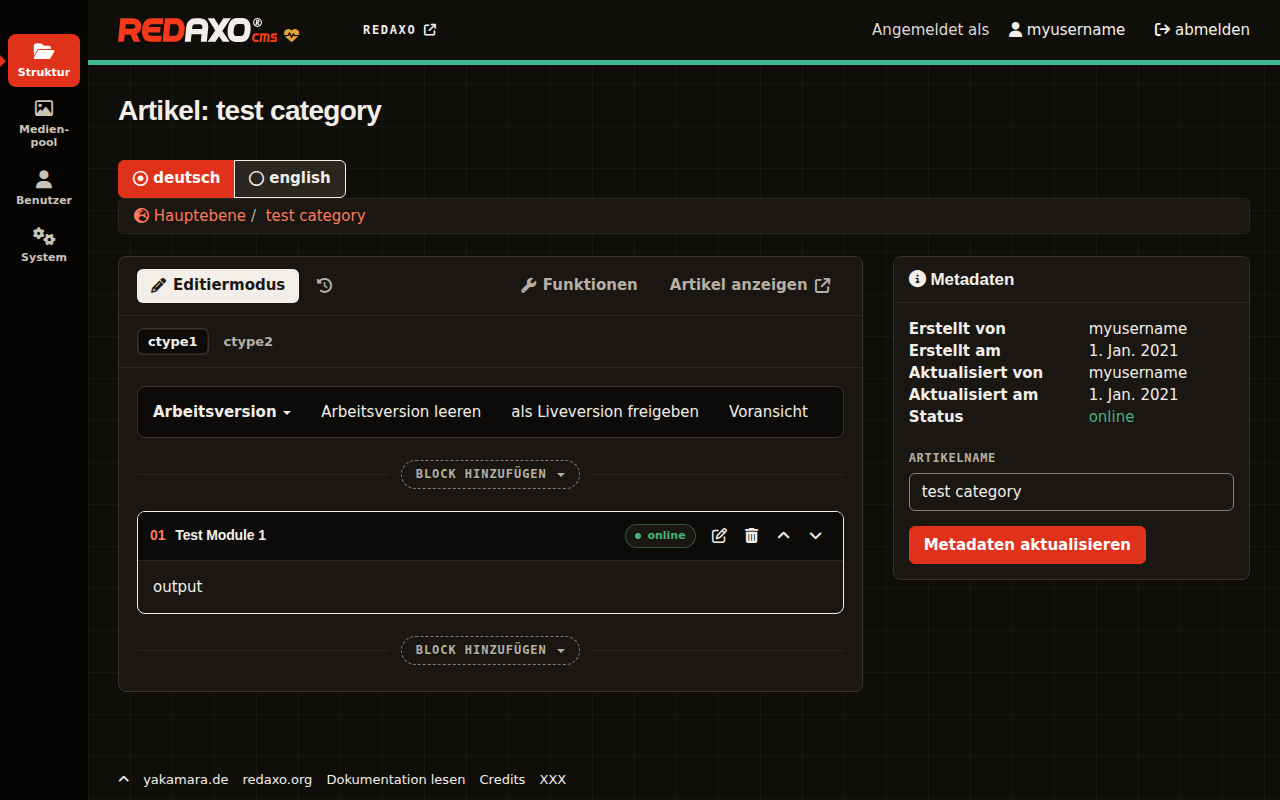 REDAXO® cms
REDAXO
Angemeldet als myusername abmelden
Struktur
Medien-
pool
Benutzer
System
Artikel: test category
deutsch english
Hauptebene / test category
Editiermodus Funktionen Artikel anzeigen
ctype1 ctype2
Arbeitsversion Arbeitsversion leeren als Liveversion freigeben Voransicht
BLOCK HINZUFÜGEN
01 Test Module 1 online
output
BLOCK HINZUFÜGEN
Metadaten
Erstellt von myusername
Erstellt am 1. Jan. 2021
Aktualisiert von myusername
Aktualisiert am 1. Jan. 2021
Status online
ARTIKELNAME
test category
Metadaten aktualisieren
yakamara.de redaxo.org Dokumentation lesen Credits XXX